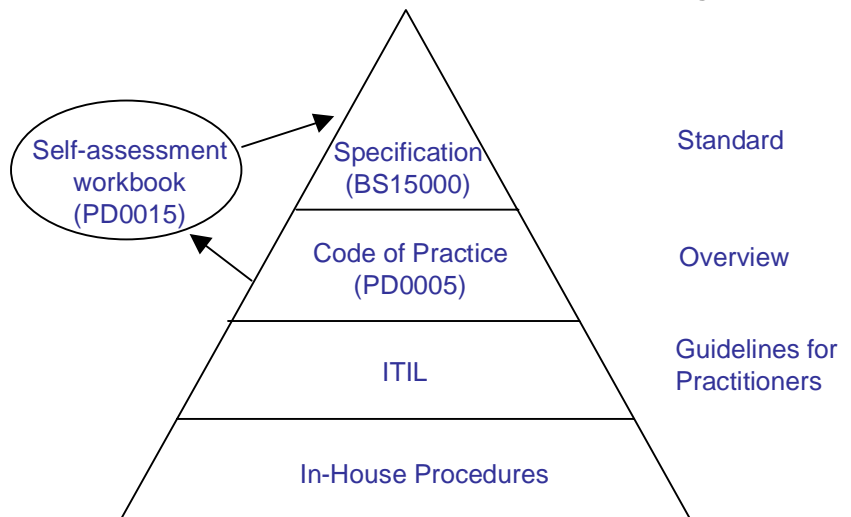 Self-assessment
workbook
(PD0015)
Specification
(BS15000)
Standard
Code of Practice
(PD0005)
Overview
ITIL
Guidelines for
Practitioners
In-House Procedures